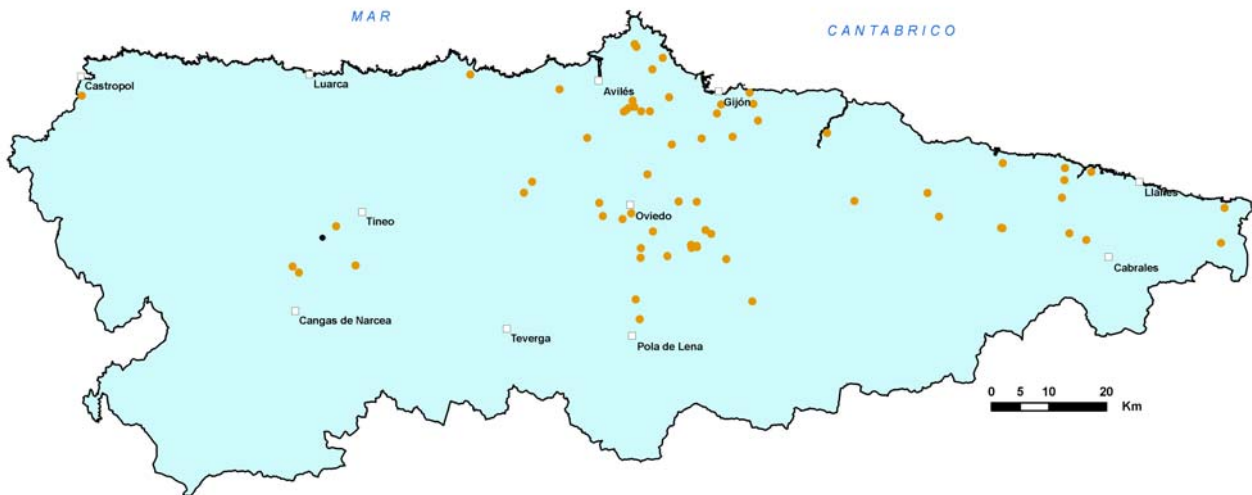 MAR
CANTABRICO
Castropol
Luarca
Avilés
Gijón
Llanes
Tineo
Oviedo
Cabrales
Cangas de Narcea
Teverga
Pola de Lena
0 5 10 20
Km